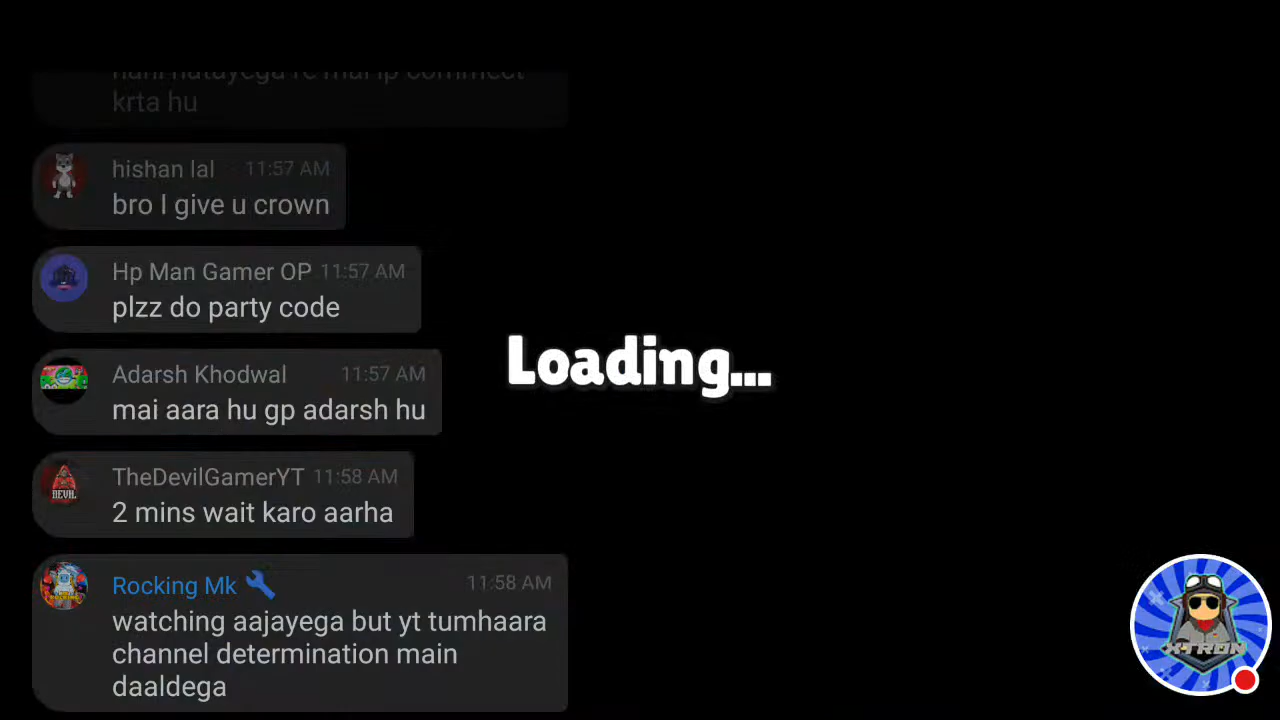 krta hu
hishan lal 11:57 AM
bro I give u crown
Hp Man Gamer OP 11:57 AM
plzz do party code
Adarsh Khodwal 11:57 AM
mai aara hu gp adarsh hu
TheDevilGamerYT 11:58 AM
2 mins wait karo aarha
Rocking Mk 11:58 AM
watching aajayega but yt tumhaara
channel determination main
daaldega
Loading...
DEVIL
XTRON